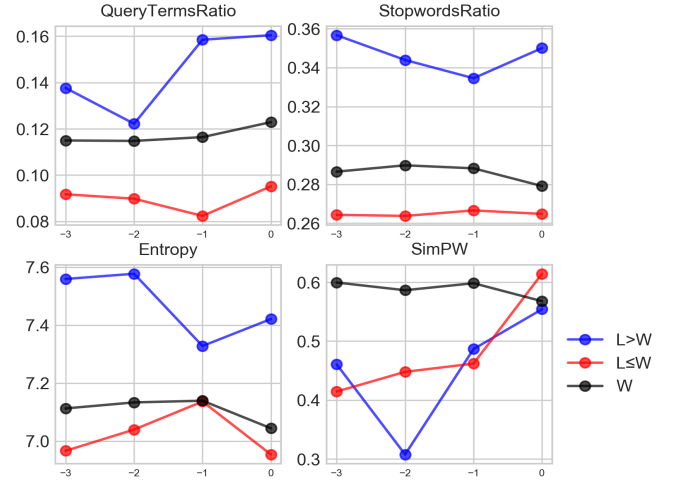 QueryTermsRatio
0.16
0.14
0.12
0.10
0.08
−3 −2 −1 0
StopwordsRatio
0.36
0.34
0.32
0.30
0.28
0.26
−3 −2 −1 0
Entropy
7.6
7.4
7.2
7.0
−3 −2 −1 0
SimPW
0.6
0.5
0.4
0.3
−3 −2 −1 0
L>W
L≤W
W